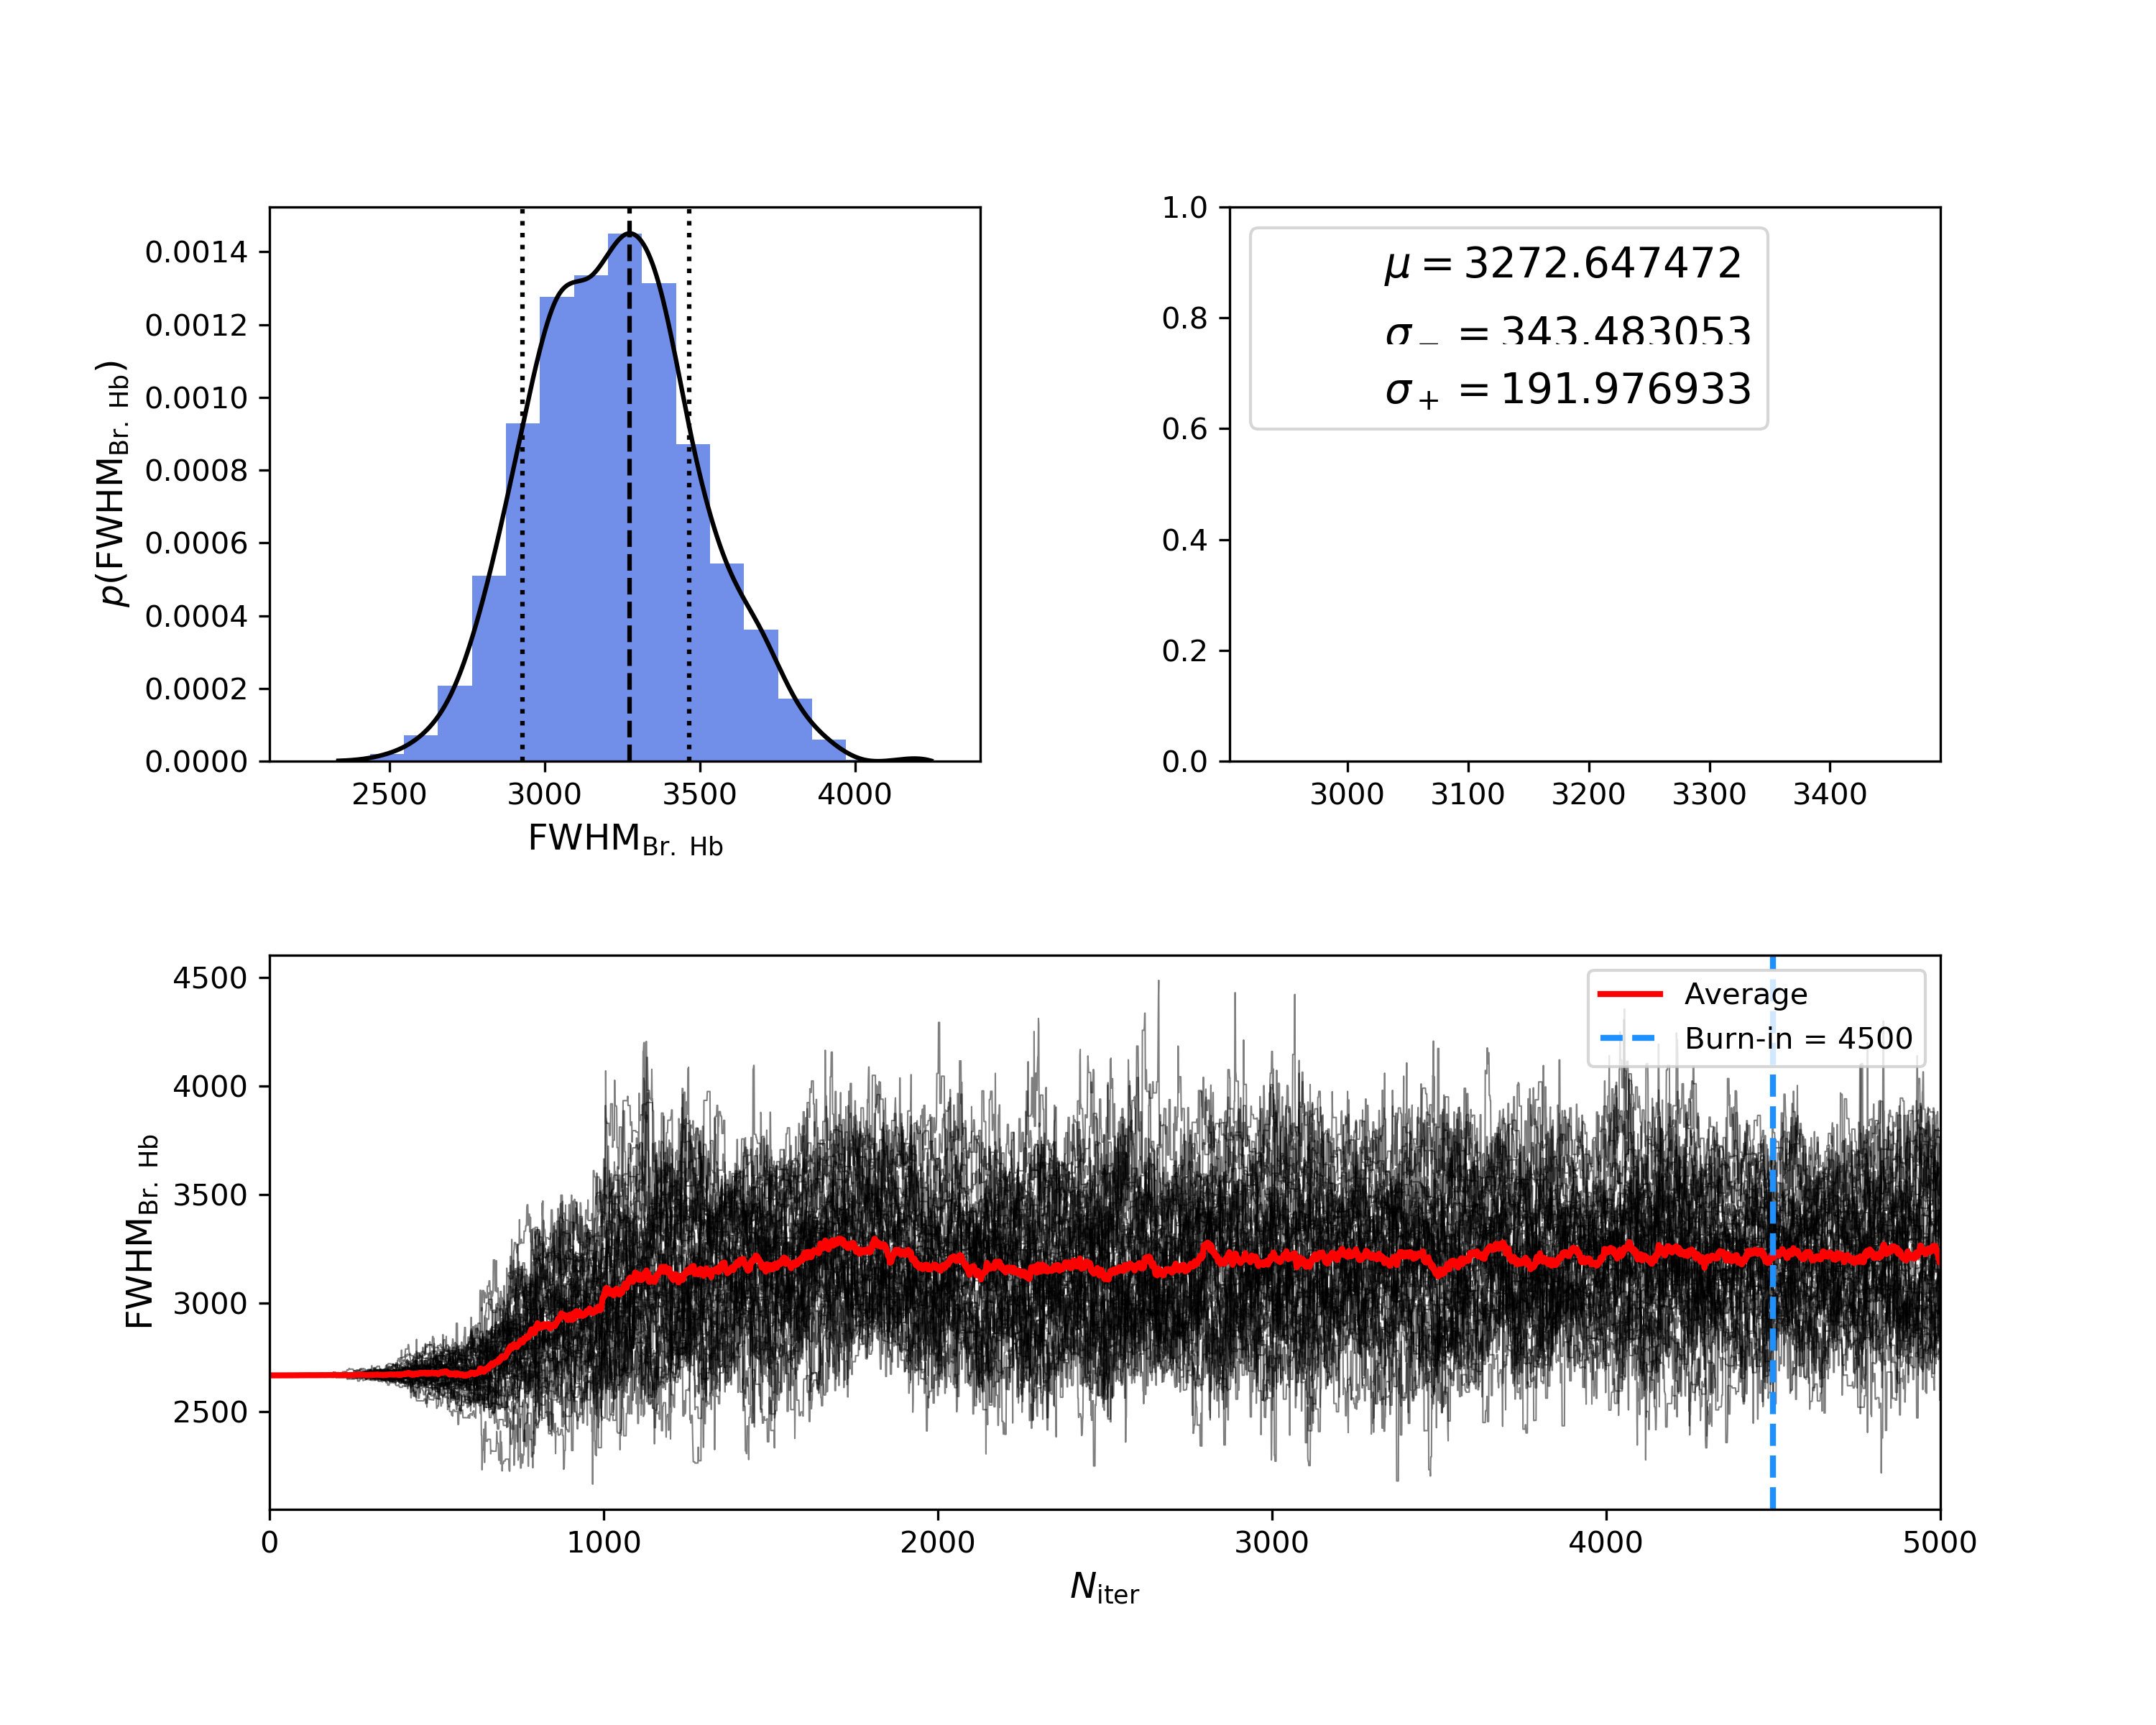 0.0014
0.0012
0.0010
0.0008
0.0006
0.0004
0.0002
0.0000
p(FWHM_Br. Hb)
2500 3000 3500 4000
FWHM_Br. Hb
1.0
0.8
0.6
0.4
0.2
0.0
μ = 3272.647472
σ_− = 343.483053
σ_+ = 191.976933
3000 3100 3200 3300 3400
4500
4000
3500
3000
2500
FWHM_Br. Hb
Average
Burn-in = 4500
0 1000 2000 3000 4000 5000
N_iter